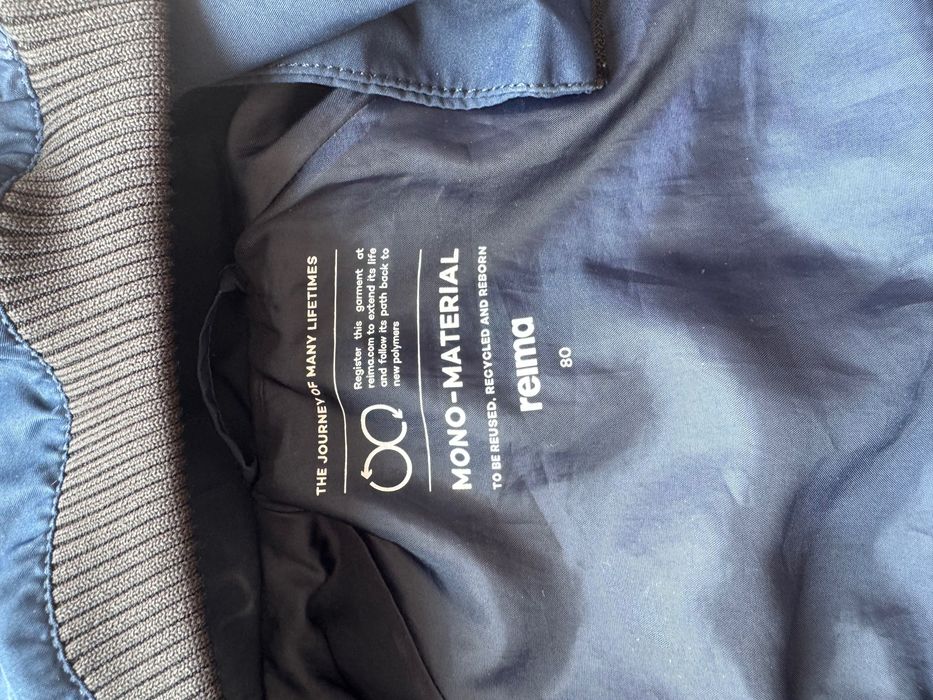 THE JOURNEY OF MANY LIFETIMES
Register this garment at
reima.com to extend its life
and follow its path back to
new polymers
MONO-MATERIAL
TO BE REUSED, RECYCLED AND REBORN
reima
80